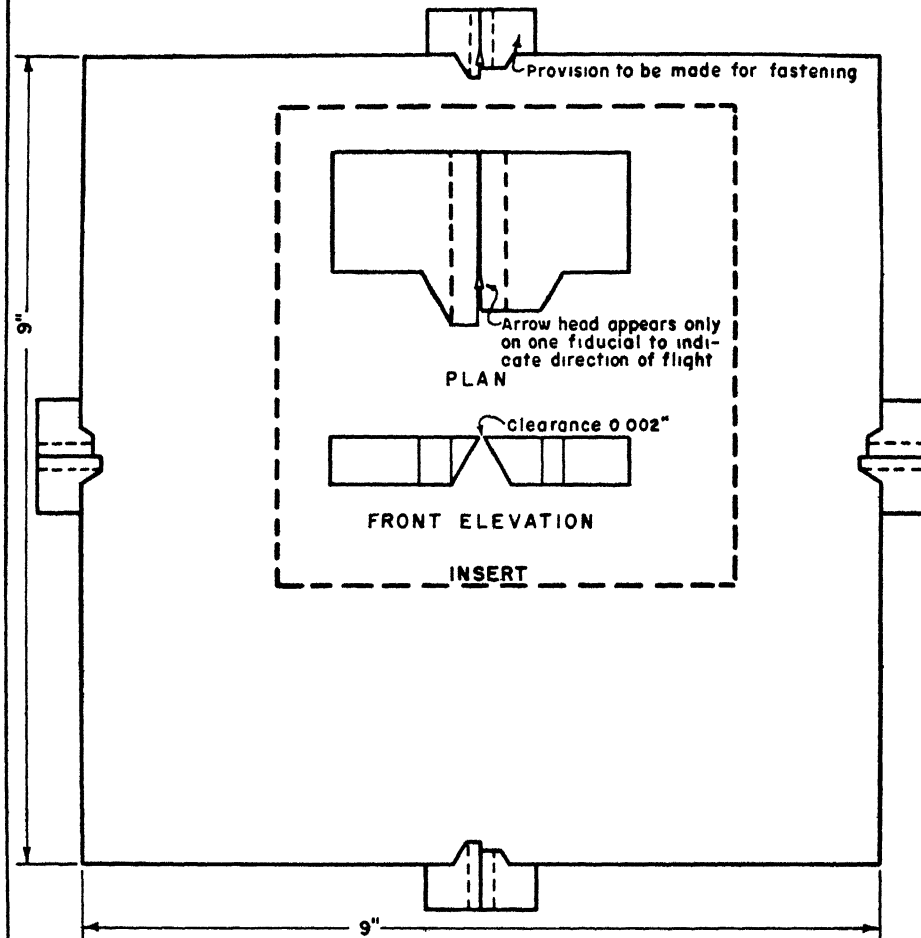 Provision to be made for fastening
9"
Arrow head appears only
on one fiducial to indi-
cate direction of flight
PLAN
Clearance 0 002"
FRONT ELEVATION
INSERT
9"